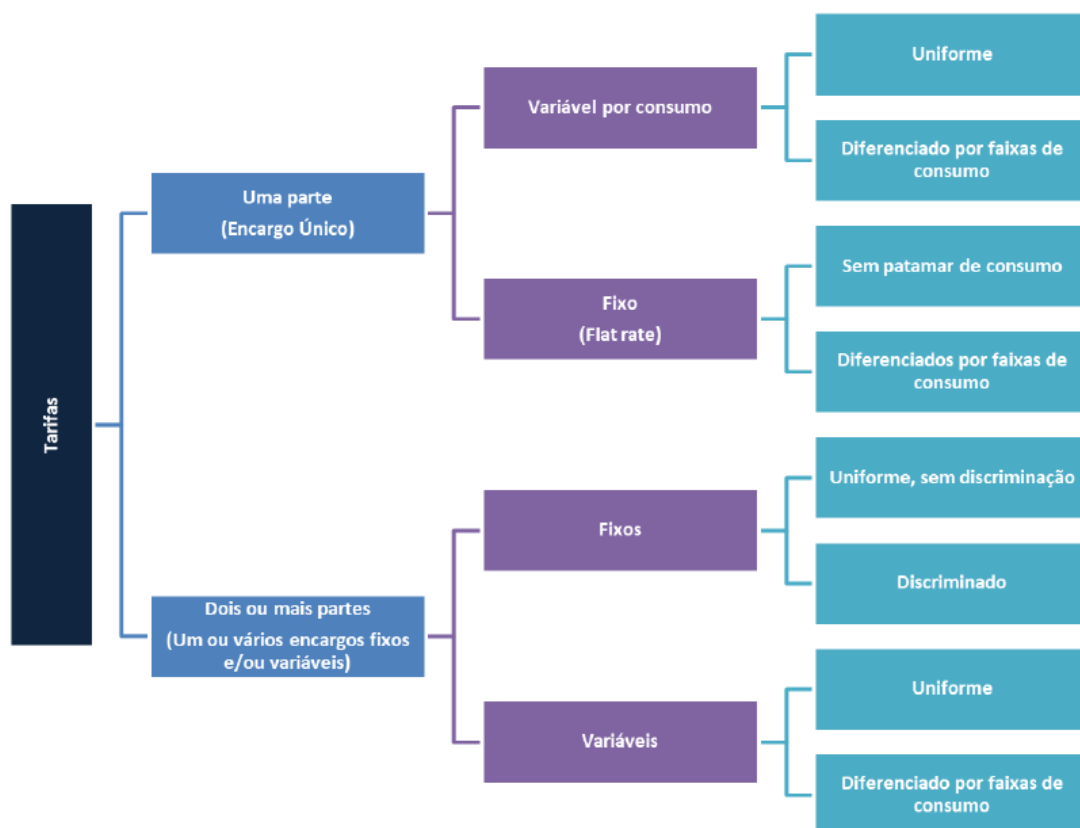 Tarifas
Uma parte
(Encargo Único)
Variável por consumo
Uniforme
Diferenciado por faixas de
consumo
Fixo
(Flat rate)
Sem patamar de consumo
Diferenciados por faixas de
consumo
Dois ou mais partes
(Um ou vários encargos fixos
e/ou variáveis)
Fixos
Uniforme, sem discriminação
Discriminado
Variáveis
Uniforme
Diferenciado por faixas de
consumo